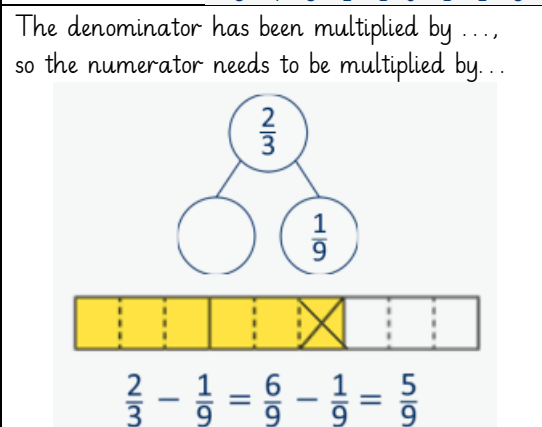 The denominator has been multiplied by ...,
so the numerator needs to be multiplied by...
2/3
1/9
2/3 − 1/9 = 6/9 − 1/9 = 5/9